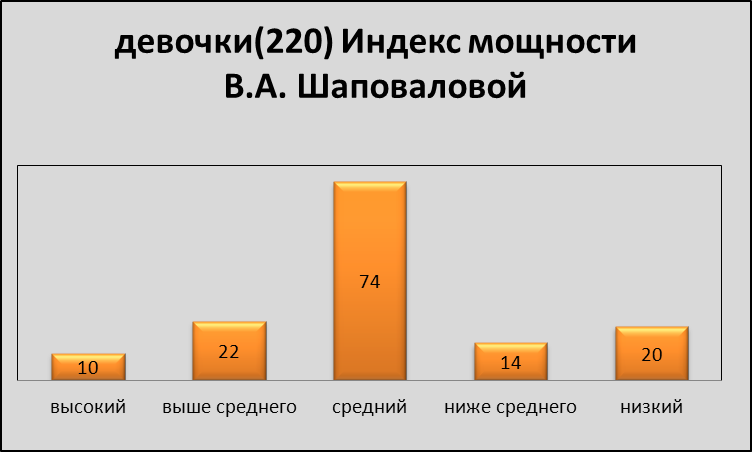 девочки(220) Индекс мощности
В.А. Шаповаловой
10
22
74
14
20
высокий
выше среднего
средний
ниже среднего
низкий